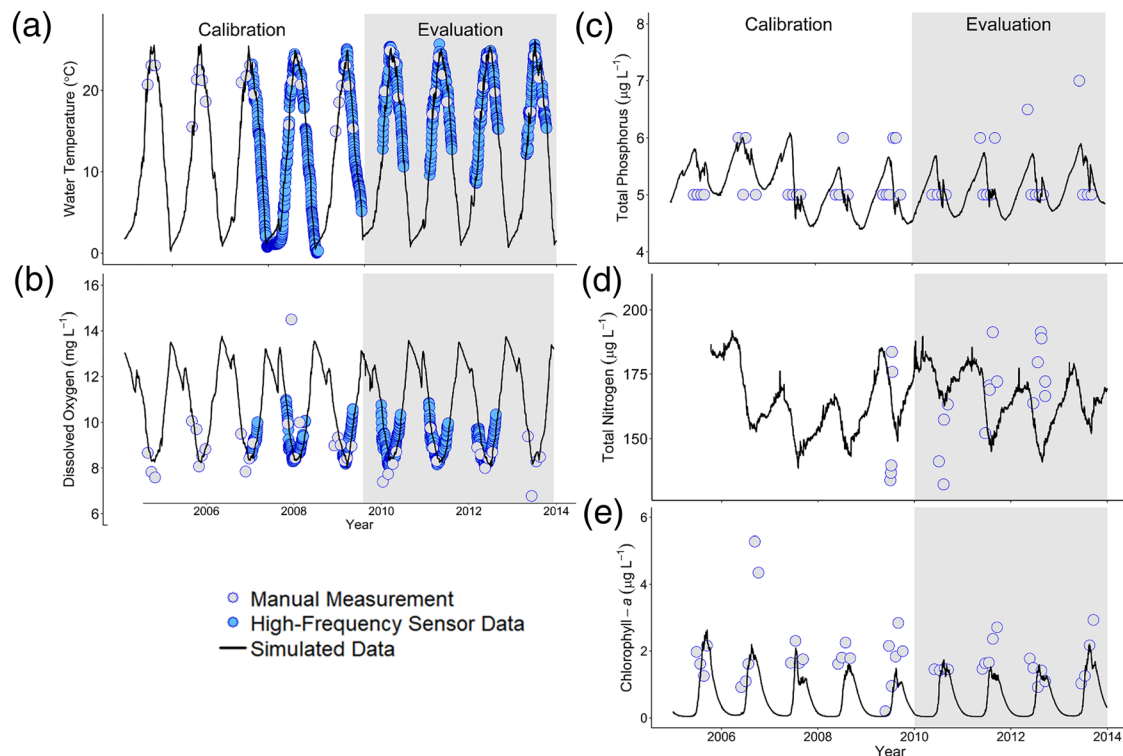 (a)
Calibration
Evaluation
Water Temperature (°C)
20
10
0
(b)
Dissolved Oxygen (mg L⁻¹)
16
14
12
10
8
6
2006
2008
2010
2012
2014
Year
Manual Measurement
High-Frequency Sensor Data
Simulated Data
(c)
Calibration
Evaluation
Total Phosphorus (µg L⁻¹)
8
7
6
5
4
(d)
Total Nitrogen (µg L⁻¹)
200
175
150
(e)
Chlorophyll – a (µg L⁻¹)
6
4
2
0
2006
2008
2010
2012
2014
Year